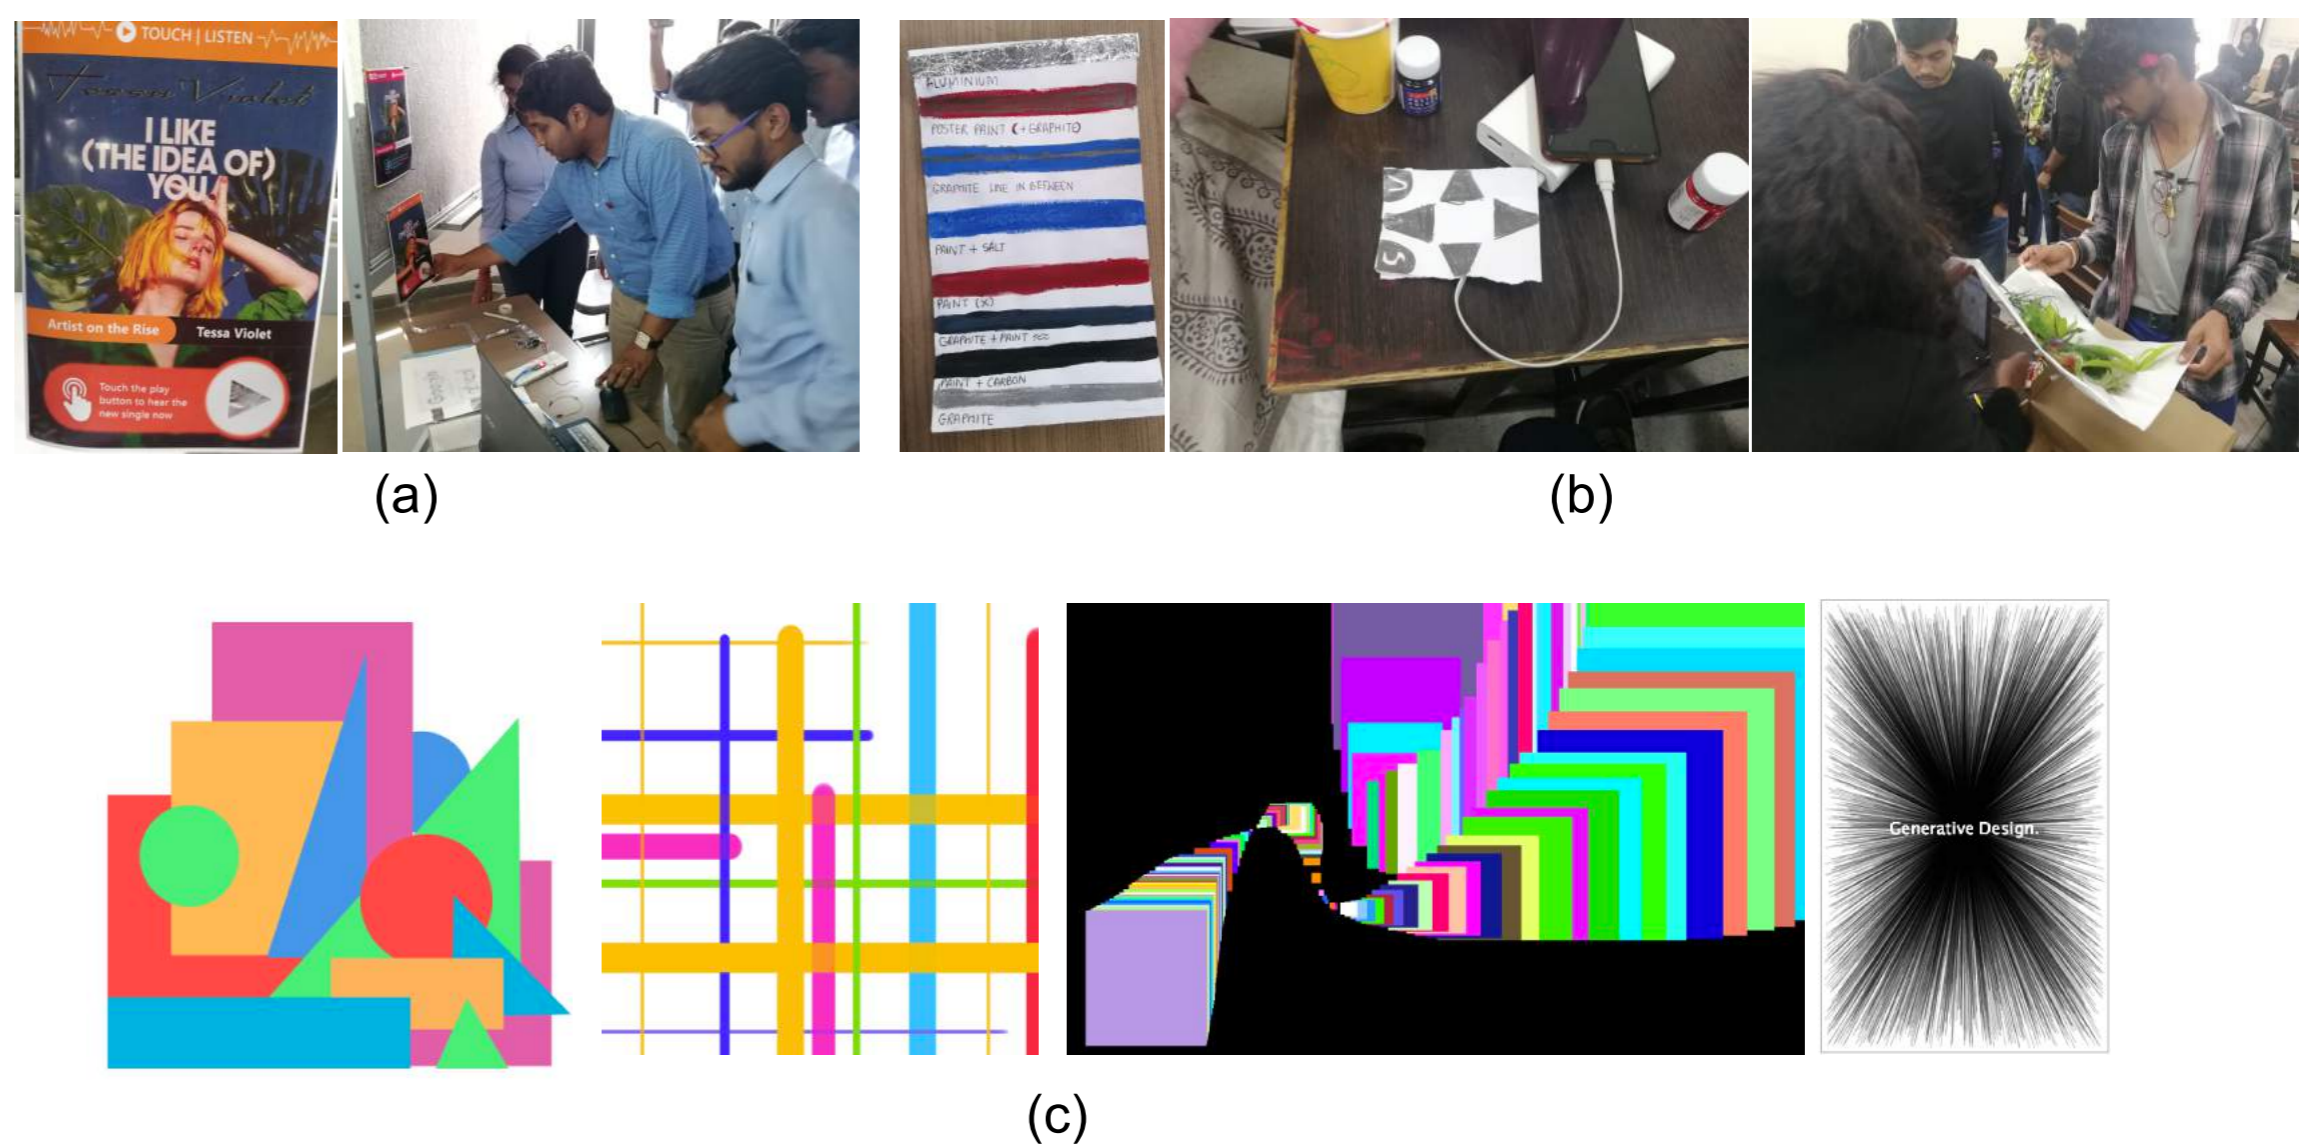 TOUCH | LISTEN
Tessa Violet
I LIKE
(THE IDEA OF)
YOU
Artist on the Rise
Tessa Violet
Touch the play
button to hear the
new single now
ALUMINIUM
POSTER PAINT (+GRAPHITE)
GRAPHITE LINE IN BETWEEN
PAINT + SALT
PAINT (X)
GRAPHITE + PAINT
PAINT + CARBON
GRAPHITE
(a)
(b)
Generative Design.
(c)